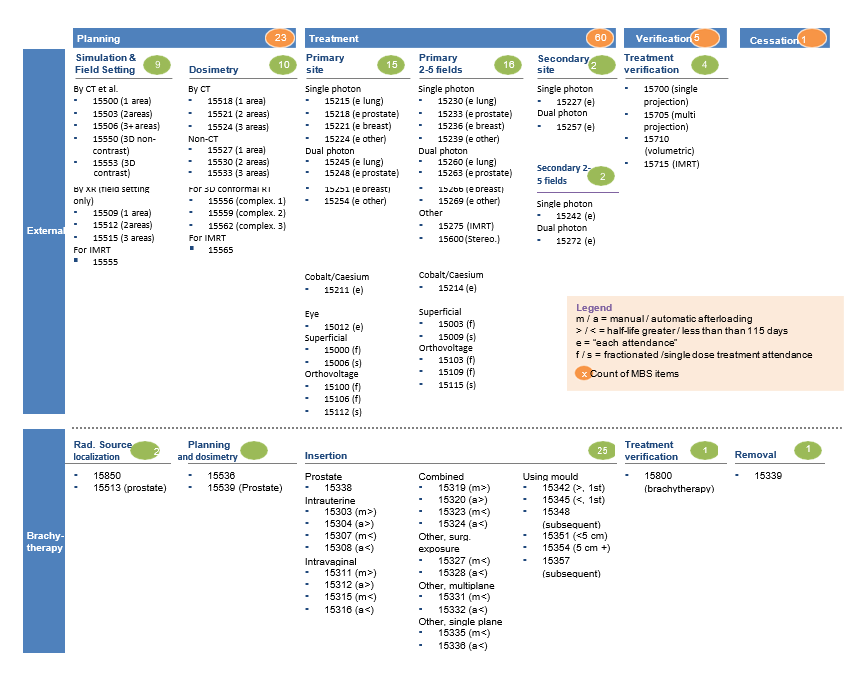 Planning 23
Treatment 60
Verification 5
Cessation 1
External
Simulation &
Field Setting 9
By CT et al.
15500 (1 area)
15503 (2areas)
15506 (3+ areas)
15550 (3D non-
contrast)
15553 (3D
contrast)
By XR (field setting
only)
15509 (1 area)
15512 (2areas)
15515 (3 areas)
For IMRT
15555
Dosimetry 10
By CT
15518 (1 area)
15521 (2 areas)
15524 (3 areas)
Non-CT
15527 (1 area)
15530 (2 areas)
15533 (3 areas)
For 3D conformal RT
15556 (complex. 1)
15559 (complex. 2)
15562 (complex. 3)
For IMRT
15565
Primary
site 15
Single photon
15215 (e lung)
15218 (e prostate)
15221 (e breast)
15224 (e other)
Dual photon
15245 (e lung)
15248 (e prostate)
15251 (e breast)
15254 (e other)
Cobalt/Caesium
15211 (e)
Eye
15012 (e)
Superficial
15000 (f)
15006 (s)
Orthovoltage
15100 (f)
15106 (f)
15112 (s)
Primary
2-5 fields 16
Single photon
15230 (e lung)
15233 (e prostate)
15236 (e breast)
15239 (e other)
Dual photon
15260 (e lung)
15263 (e prostate)
15266 (e breast)
15269 (e other)
Other
15275 (IMRT)
15600 (Stereo.)
Cobalt/Caesium
15214 (e)
Superficial
15003 (f)
15009 (s)
Orthovoltage
15103 (f)
15109 (f)
15115 (s)
Secondary
site 2
Single photon
15227 (e)
Dual photon
15257 (e)
Secondary 2-
5 fields 2
Single photon
15242 (e)
Dual photon
15272 (e)
Treatment
verification 4
15700 (single
projection)
15705 (multi
projection)
15710
(volumetric)
15715 (IMRT)
Legend
m / a = manual / automatic afterloading
> / < = half-life greater / less than than 115 days
e = "each attendance"
f / s = fractionated /single dose treatment attendance
x Count of MBS items
Brachy-
therapy
Rad. Source
localization 2
15850
15513 (prostate)
Planning
and dosimetry
15536
15539 (Prostate)
Insertion 25
Prostate
15338
Intrauterine
15303 (m>)
15304 (a>)
15307 (m<)
15308 (a<)
Intravaginal
15311 (m>)
15312 (a>)
15315 (m<)
15316 (a<)
Combined
15319 (m>)
15320 (a>)
15323 (m<)
15324 (a<)
Other, surg.
exposure
15327 (m<)
15328 (a<)
Other, multiplane
15331 (m<)
15332 (a<)
Other, single plane
15335 (m<)
15336 (a<)
Using mould
15342 (>, 1st)
15345 (<, 1st)
15348
(subsequent)
15351 (<5 cm)
15354 (5 cm +)
15357
(subsequent)
Treatment
verification 1
15800
(brachytherapy)
Removal 1
15339